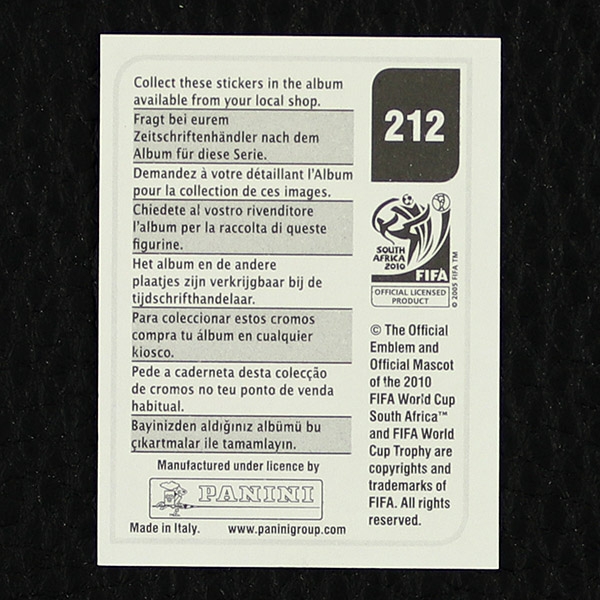 Collect these stickers in the album
available from your local shop.
Fragt bei eurem
Zeitschriftenhändler nach dem
Album für diese Serie.
Demandez à votre détaillant l'Album
pour la collection de ces images.
Chiedete al vostro rivenditore
l'album per la raccolta di queste
figurine.
Het album en de andere
plaatjes zijn verkrijgbaar bij de
tijdschrifthandelaar.
Para coleccionar estos cromos
compra tu álbum en cualquier
kiosco.
Pede a caderneta desta colecção
de cromos no teu ponto de venda
habitual.
Bayinizden aldığınız albümü bu
çıkartmalar ile tamamlayın.
Manufactured under licence by
PANINI
Made in Italy. www.paninigroup.com
212
SOUTH
AFRICA
2010
FIFA
OFFICIAL LICENSED
PRODUCT
© 2005 FIFA TM
© The Official
Emblem and
Official Mascot
of the 2010
FIFA World Cup
South Africa™
and FIFA World
Cup Trophy are
copyrights and
trademarks of
FIFA. All rights
reserved.